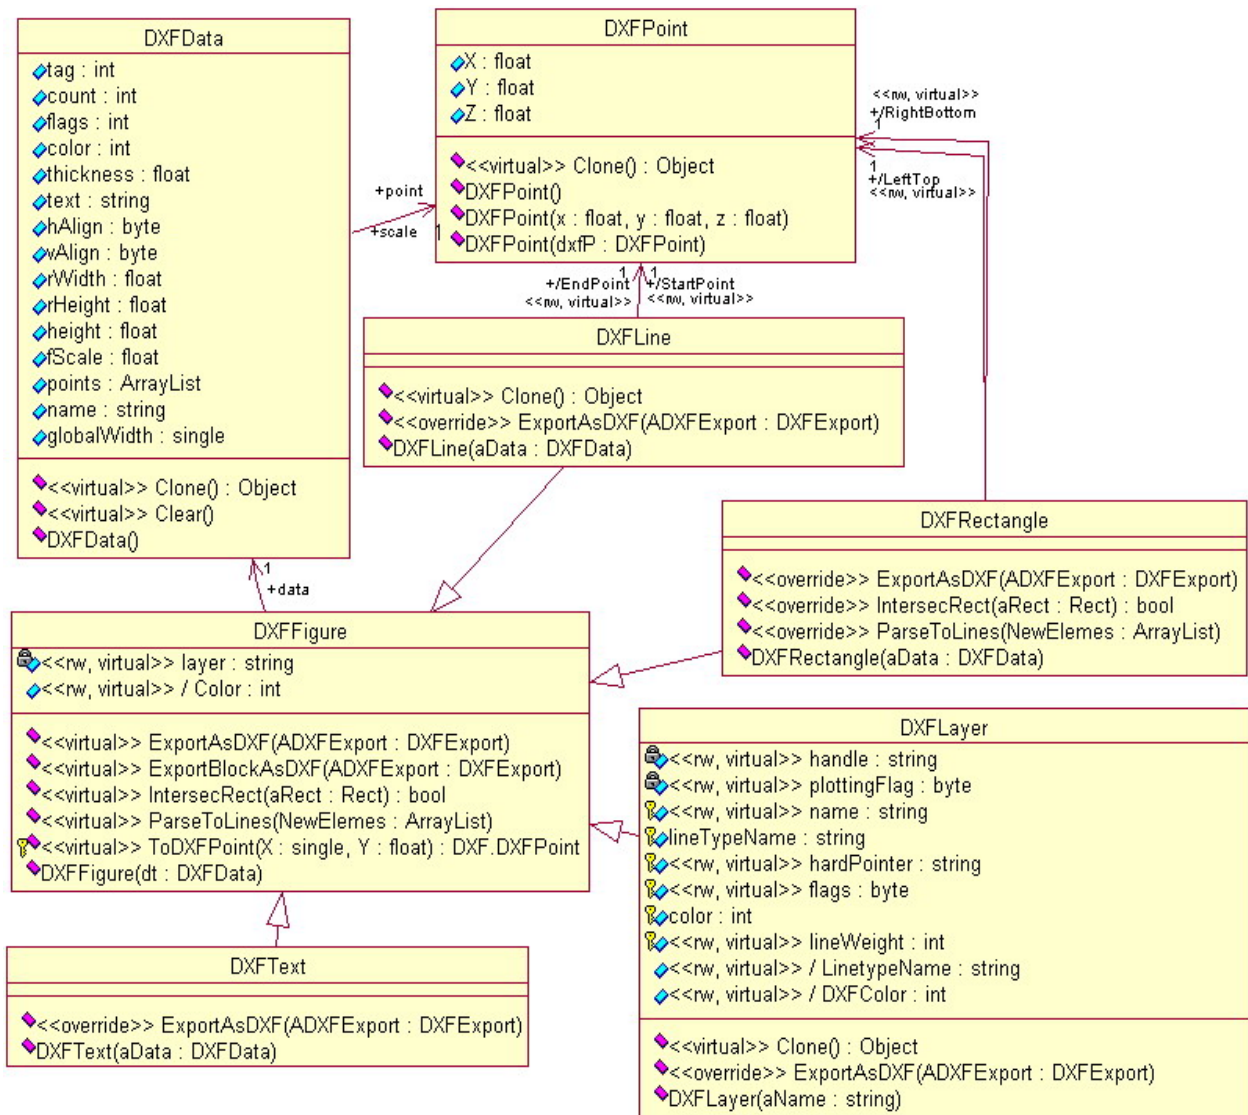 DXFData
tag : int
count : int
flags : int
color : int
thickness : float
text : string
hAlign : byte
vAlign : byte
rWidth : float
rHeight : float
height : float
fScale : float
points : ArrayList
name : string
globalWidth : single
<<virtual>> Clone() : Object
<<virtual>> Clear()
DXFData()
+point
+scale
1
DXFPoint
X : float
Y : float
Z : float
<<virtual>> Clone() : Object
DXFPoint()
DXFPoint(x : float, y : float, z : float)
DXFPoint(dxfP : DXFPoint)
<<rw, virtual>>
+/RightBottom
1
1
+/LeftTop
<<rw, virtual>>
1
+/EndPoint
<<rw, virtual>>
1
+/StartPoint
<<rw, virtual>>
DXFLine
<<virtual>> Clone() : Object
<<override>> ExportAsDXF(ADXFExport : DXFExport)
DXFLine(aData : DXFData)
DXFRectangle
<<override>> ExportAsDXF(ADXFExport : DXFExport)
<<override>> IntersecRect(aRect : Rect) : bool
<<override>> ParseToLines(NewElemes : ArrayList)
DXFRectangle(aData : DXFData)
1
+data
DXFFigure
<<rw, virtual>> layer : string
<<rw, virtual>> / Color : int
<<virtual>> ExportAsDXF(ADXFExport : DXFExport)
<<virtual>> ExportBlockAsDXF(ADXFExport : DXFExport)
<<virtual>> IntersecRect(aRect : Rect) : bool
<<virtual>> ParseToLines(NewElemes : ArrayList)
<<virtual>> ToDXFPoint(X : single, Y : float) : DXF.DXFPoint
DXFFigure(dt : DXFData)
DXFLayer
<<rw, virtual>> handle : string
<<rw, virtual>> plottingFlag : byte
<<rw, virtual>> name : string
lineTypeName : string
<<rw, virtual>> hardPointer : string
<<rw, virtual>> flags : byte
color : int
<<rw, virtual>> lineWeight : int
<<rw, virtual>> / LinetypeName : string
<<rw, virtual>> / DXFColor : int
<<virtual>> Clone() : Object
<<override>> ExportAsDXF(ADXFExport : DXFExport)
DXFLayer(aName : string)
DXFText
<<override>> ExportAsDXF(ADXFExport : DXFExport)
DXFText(aData : DXFData)